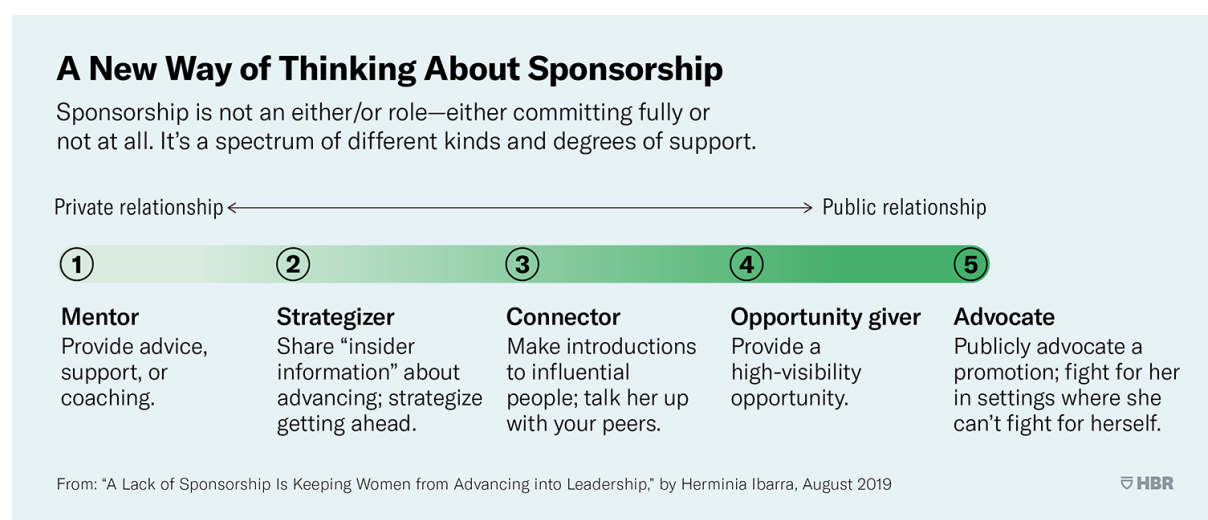 A New Way of Thinking About Sponsorship
Sponsorship is not an either/or role—either committing fully or
not at all. It’s a spectrum of different kinds and degrees of support.
Private relationship
Public relationship
1
2
3
4
5
Mentor
Provide advice,
support, or
coaching.
Strategizer
Share “insider
information” about
advancing; strategize
getting ahead.
Connector
Make introductions
to influential
people; talk her up
with your peers.
Opportunity giver
Provide a
high-visibility
opportunity.
Advocate
Publicly advocate a
promotion; fight for her
in settings where she
can’t fight for herself.
From: “A Lack of Sponsorship Is Keeping Women from Advancing into Leadership,” by Herminia Ibarra, August 2019
HBR